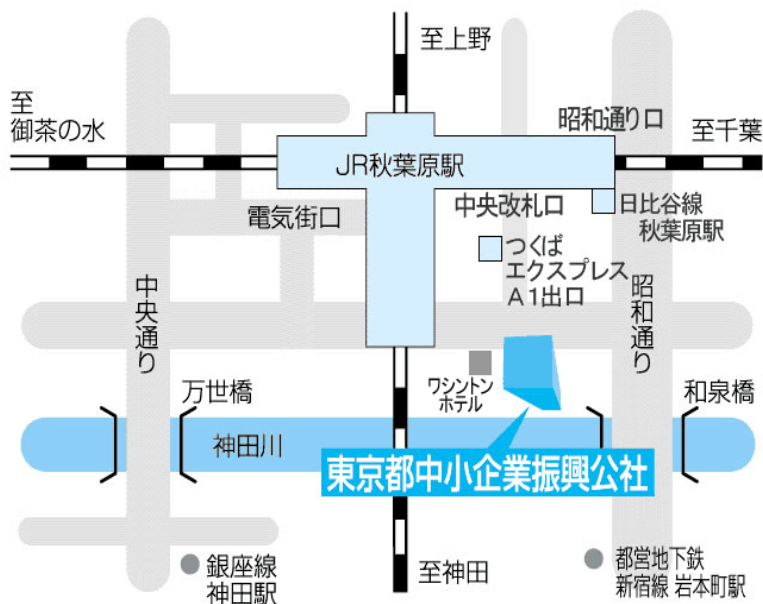 至上野
至
御茶の水
昭和通り口
至千葉
JR秋葉原駅
電気街口
中央改札口
日比谷線
秋葉原駅
つくば
エクスプレス
A1出口
中央通り
昭和通り
万世橋
ワシントン
ホテル
和泉橋
神田川
東京都中小企業振興公社
銀座線
神田駅
至神田
都営地下鉄
新宿線 岩本町駅